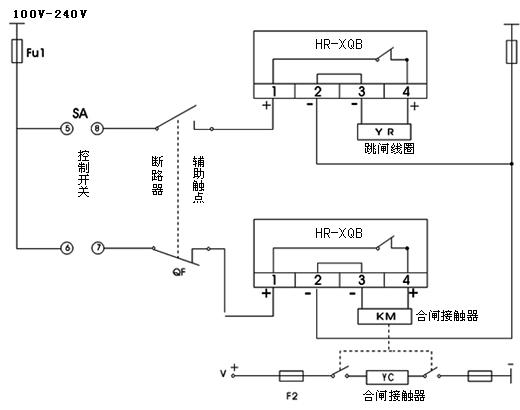 100V-240V
Fu1
HR-XQB
1 2 3 4
+ - - +
SA
5 8
YR
跳闸线圈
控制开关
断路器
辅助触点
HR-XQB
6 7
QF
1 2 3 4
+ - - +
KM
合闸接触器
V + -
YC
F2
合闸接触器